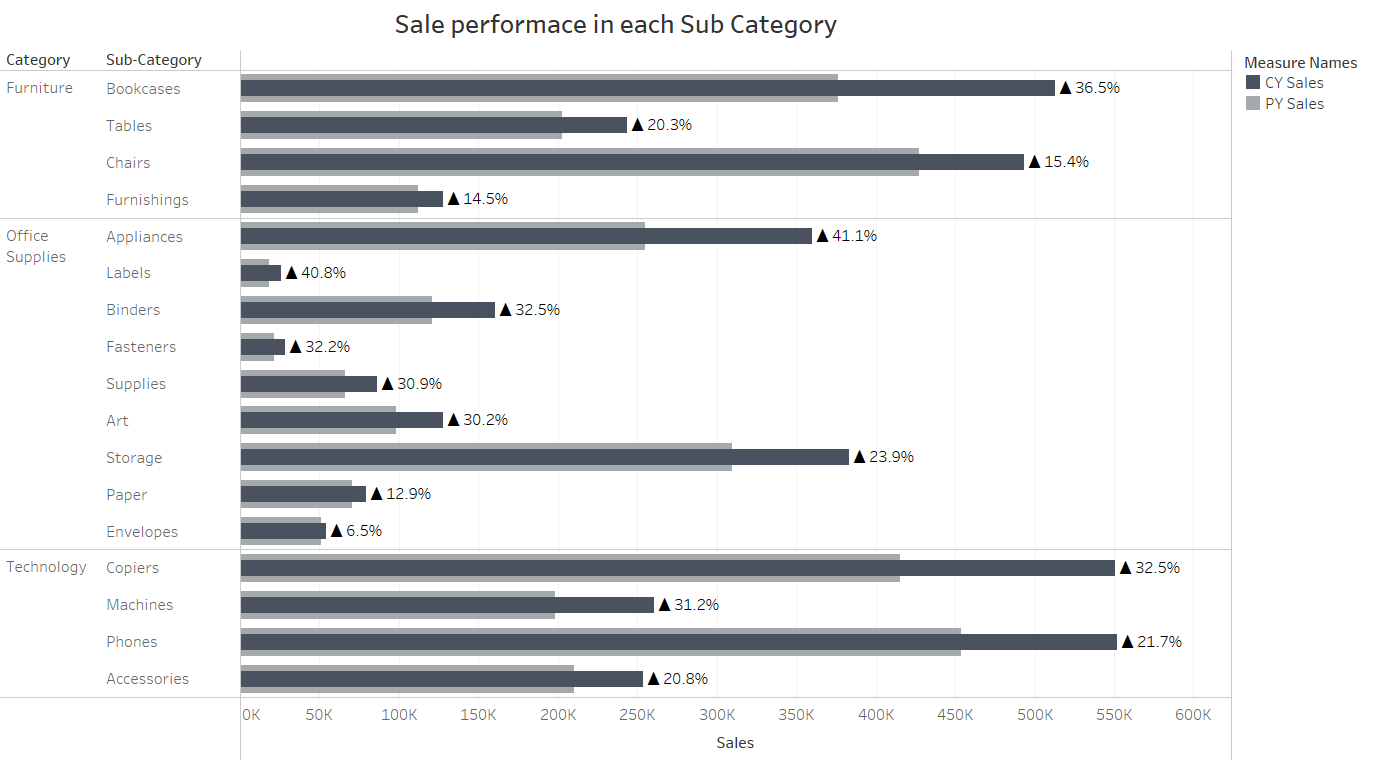 Sale performace in each Sub Category
Category Sub-Category
Measure Names
CY Sales
PY Sales
Furniture Bookcases ▲ 36.5%
Tables ▲ 20.3%
Chairs ▲ 15.4%
Furnishings ▲ 14.5%
Office
Supplies
Appliances ▲ 41.1%
Labels ▲ 40.8%
Binders ▲ 32.5%
Fasteners ▲ 32.2%
Supplies ▲ 30.9%
Art ▲ 30.2%
Storage ▲ 23.9%
Paper ▲ 12.9%
Envelopes ▲ 6.5%
Technology Copiers ▲ 32.5%
Machines ▲ 31.2%
Phones ▲ 21.7%
Accessories ▲ 20.8%
0K 50K 100K 150K 200K 250K 300K 350K 400K 450K 500K 550K 600K
Sales